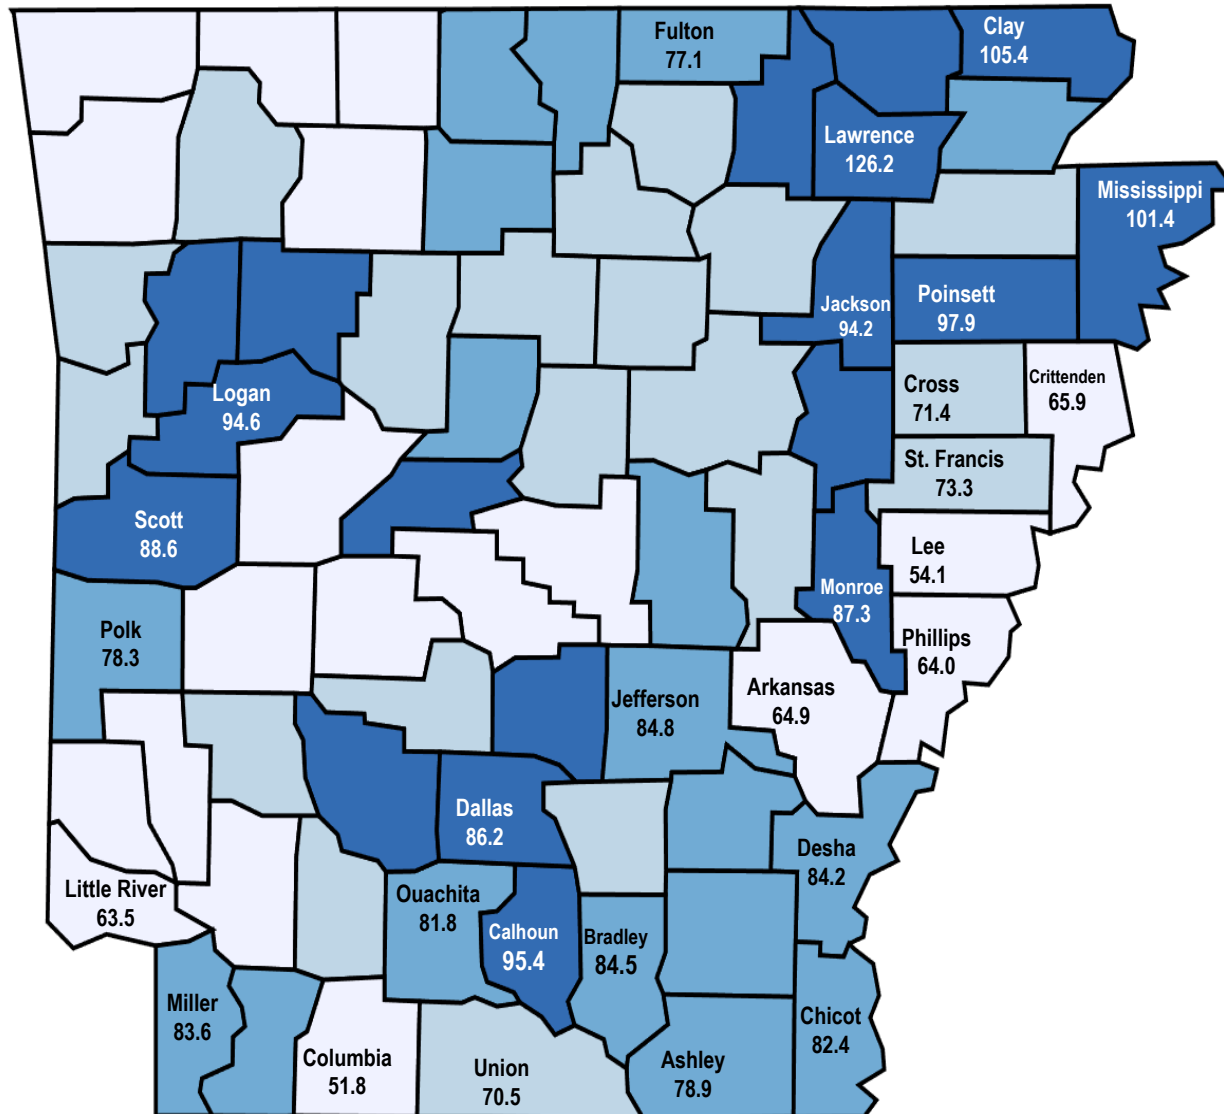 Fulton
77.1
Clay
105.4
Lawrence
126.2
Mississippi
101.4
Jackson
94.2
Poinsett
97.9
Logan
94.6
Cross
71.4
Crittenden
65.9
St. Francis
73.3
Scott
88.6
Lee
54.1
Monroe
87.3
Polk
78.3
Phillips
64.0
Jefferson
84.8
Arkansas
64.9
Dallas
86.2
Desha
84.2
Little River
63.5
Ouachita
81.8
Calhoun
95.4
Bradley
84.5
Miller
83.6
Chicot
82.4
Columbia
51.8
Union
70.5
Ashley
78.9